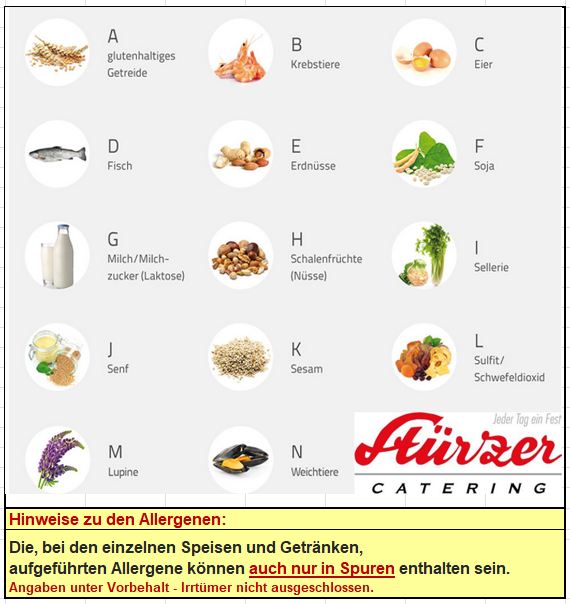 A
glutenhaltiges
Getreide
B
Krebstiere
C
Eier
D
Fisch
E
Erdnüsse
F
Soja
G
Milch/Milch-
zucker (Laktose)
H
Schalenfrüchte
(Nüsse)
I
Sellerie
J
Senf
K
Sesam
L
Sulfit/
Schwefeldioxid
M
Lupine
N
Weichtiere
Jeder Tag ein Fest
Stürzer
CATERING
Hinweise zu den Allergenen:
Die, bei den einzelnen Speisen und Getränken,
aufgeführten Allergene können auch nur in Spuren enthalten sein.
Angaben unter Vorbehalt - Irrtümer nicht ausgeschlossen.